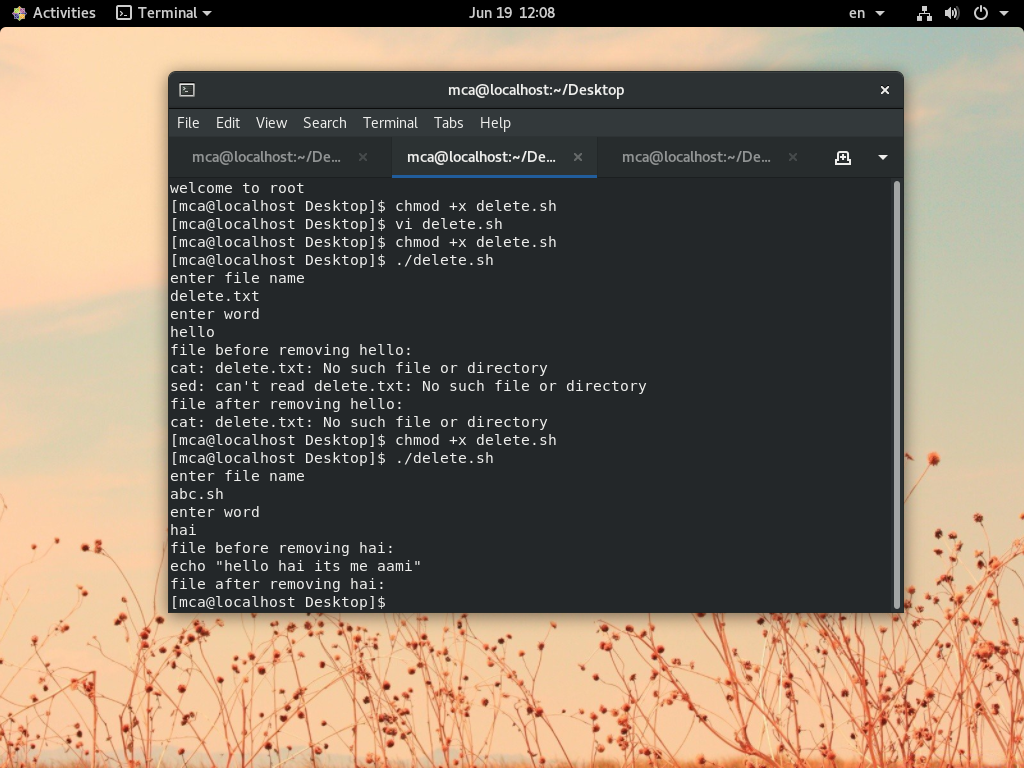 Activities Terminal Jun 19 12:08 en
mca@localhost:~/Desktop
File Edit View Search Terminal Tabs Help
mca@localhost:~/De... mca@localhost:~/De... mca@localhost:~/De...
welcome to root
[mca@localhost Desktop]$ chmod +x delete.sh
[mca@localhost Desktop]$ vi delete.sh
[mca@localhost Desktop]$ chmod +x delete.sh
[mca@localhost Desktop]$ ./delete.sh
enter file name
delete.txt
enter word
hello
file before removing hello:
cat: delete.txt: No such file or directory
sed: can't read delete.txt: No such file or directory
file after removing hello:
cat: delete.txt: No such file or directory
[mca@localhost Desktop]$ chmod +x delete.sh
[mca@localhost Desktop]$ ./delete.sh
enter file name
abc.sh
enter word
hai
file before removing hai:
echo "hello hai its me aami"
file after removing hai:
[mca@localhost Desktop]$